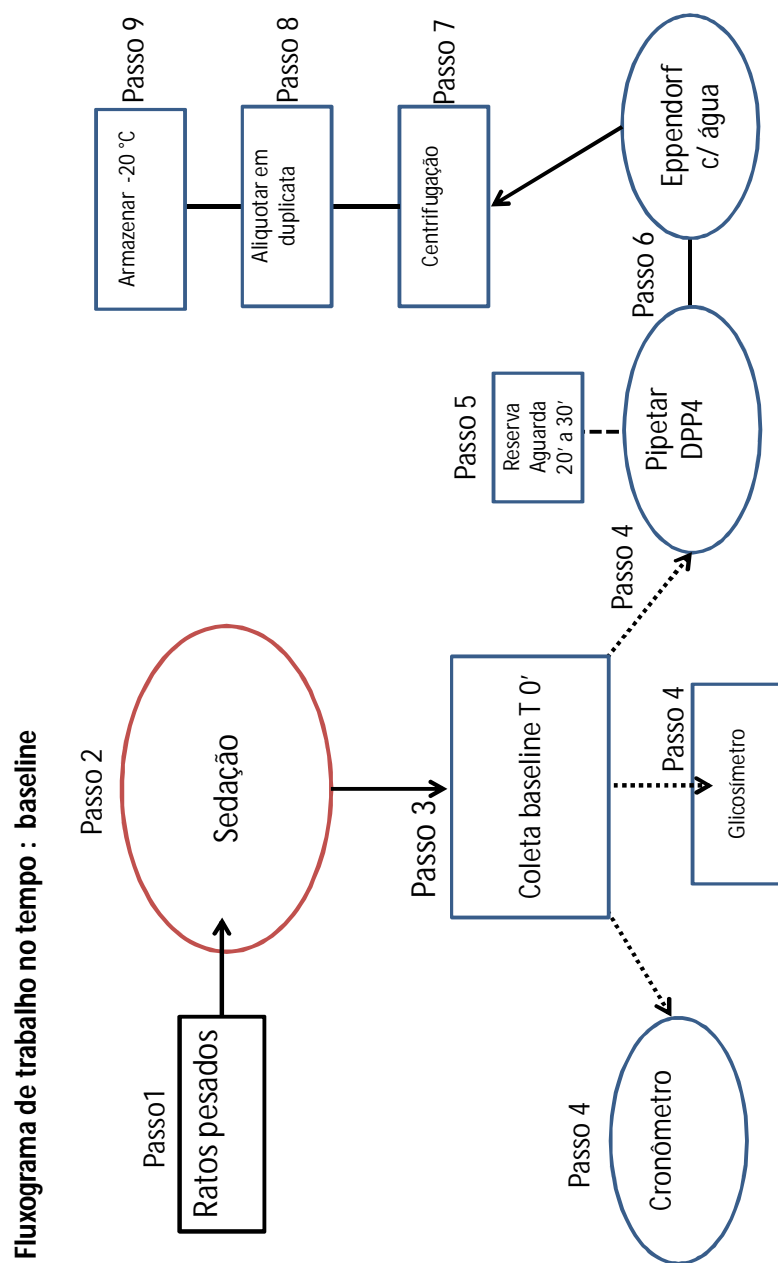 Fluxograma de trabalho no tempo : baseline
Passo1
Ratos pesados
Passo 2
Sedação
Passo 3
Coleta baseline T 0’
Passo 4
Cronômetro
Passo 4
Glicosímetro
Passo 4
Pipetar
DPP4
Passo 5
Reserva
Aguarda
20’ a 30’
Passo 6
Eppendorf
c/ água
Passo 7
Centrifugação
Passo 8
Aliquotar em
duplicata
Passo 9
Armazenar -20 °C